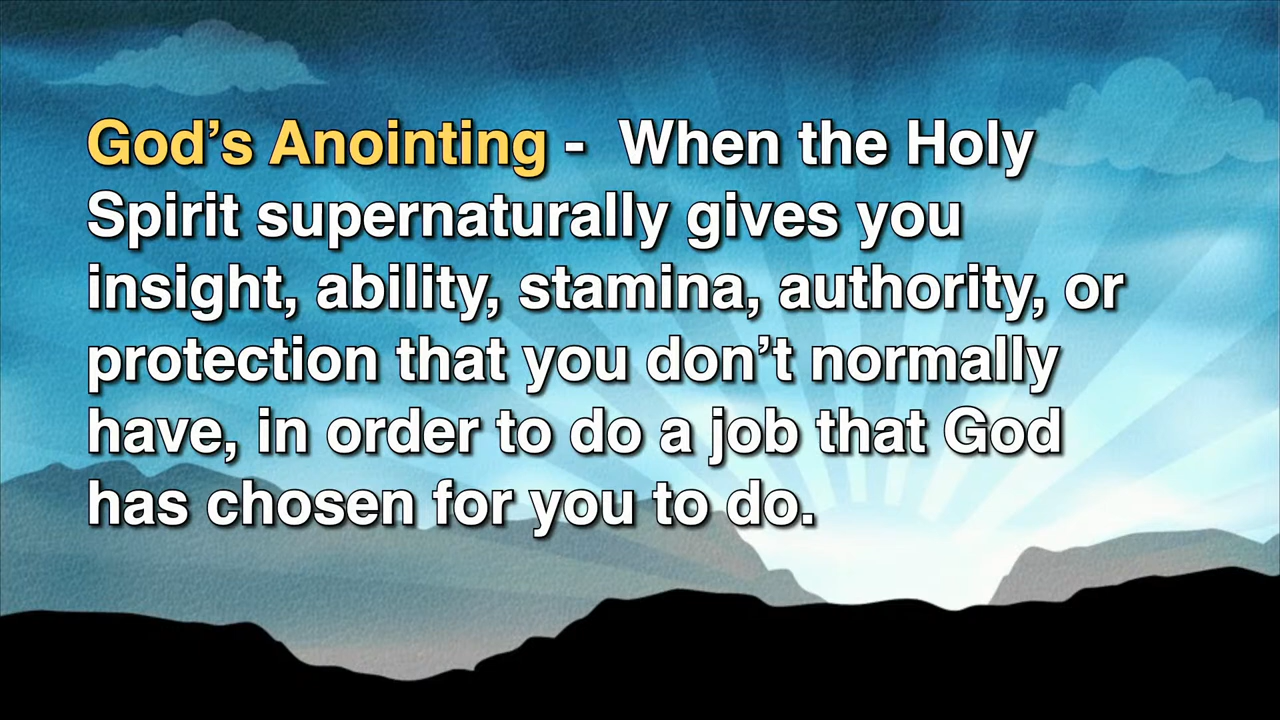 God’s Anointing -  When the Holy
Spirit supernaturally gives you
insight, ability, stamina, authority, or
protection that you don’t normally
have, in order to do a job that God
has chosen for you to do.